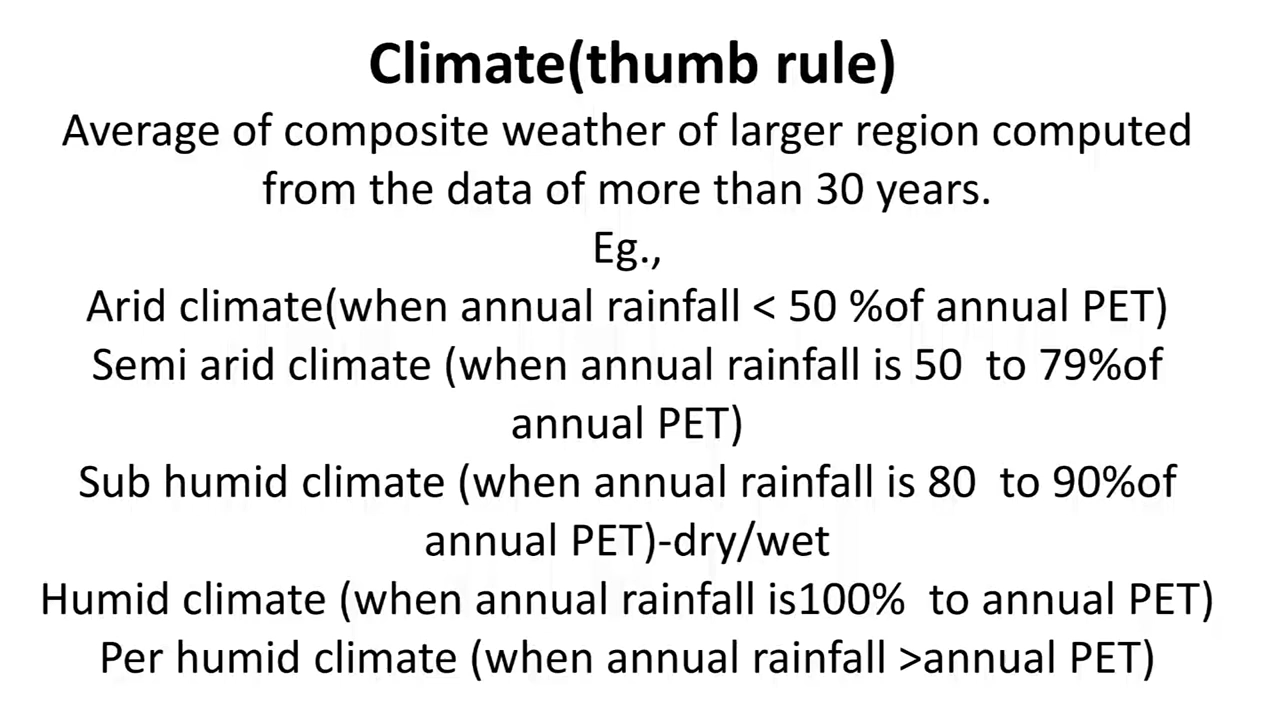 Climate(thumb rule)
Average of composite weather of larger region computed
from the data of more than 30 years.
Eg.,
Arid climate(when annual rainfall < 50 %of annual PET)
Semi arid climate (when annual rainfall is 50  to 79%of
annual PET)
Sub humid climate (when annual rainfall is 80  to 90%of
annual PET)-dry/wet
Humid climate (when annual rainfall is100%  to annual PET)
Per humid climate (when annual rainfall >annual PET)